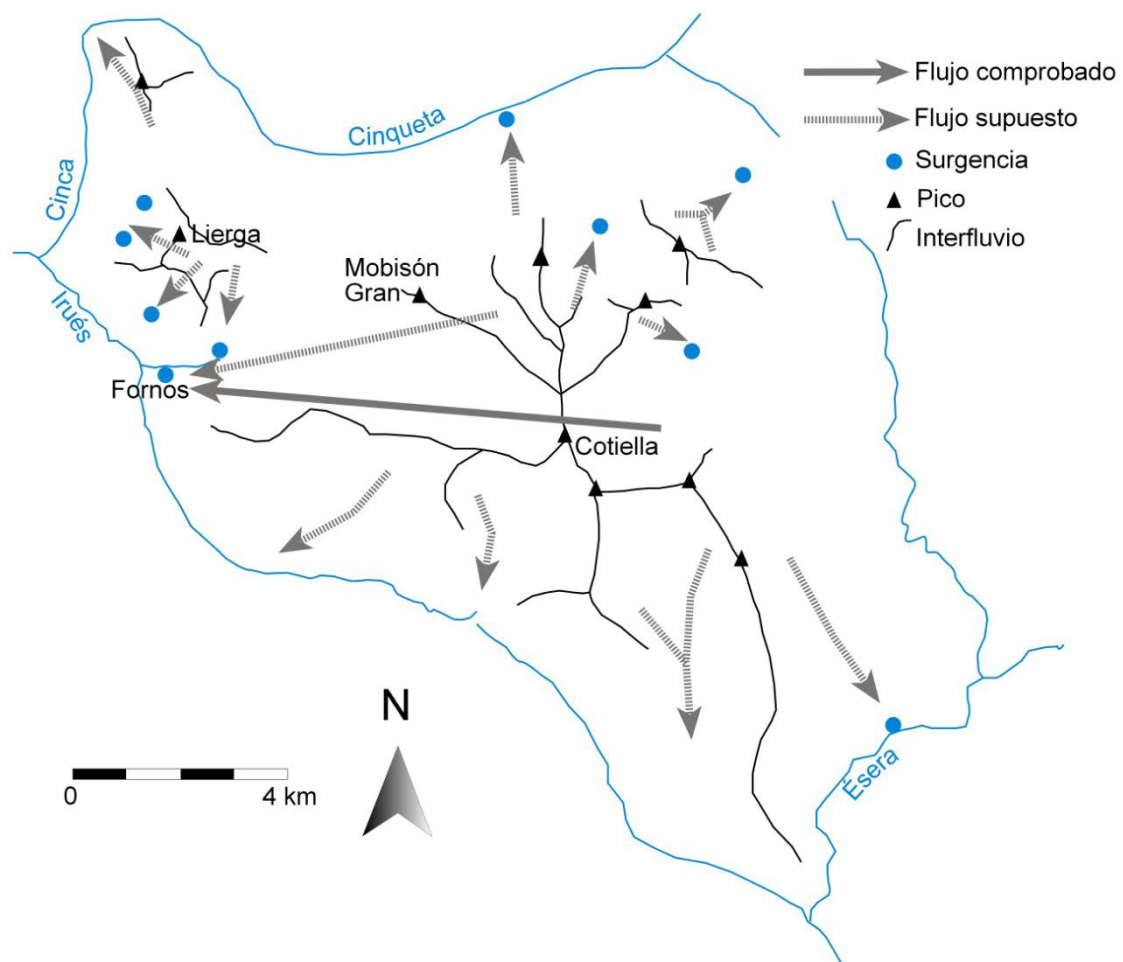 Flujo comprobado
Flujo supuesto
Surgencia
Pico
Interfluvio
Cinqueta
Cinca
Lierga
Mobisón
Gran
Irués
Fornos
Cotiella
N
0
4 km
Ésera